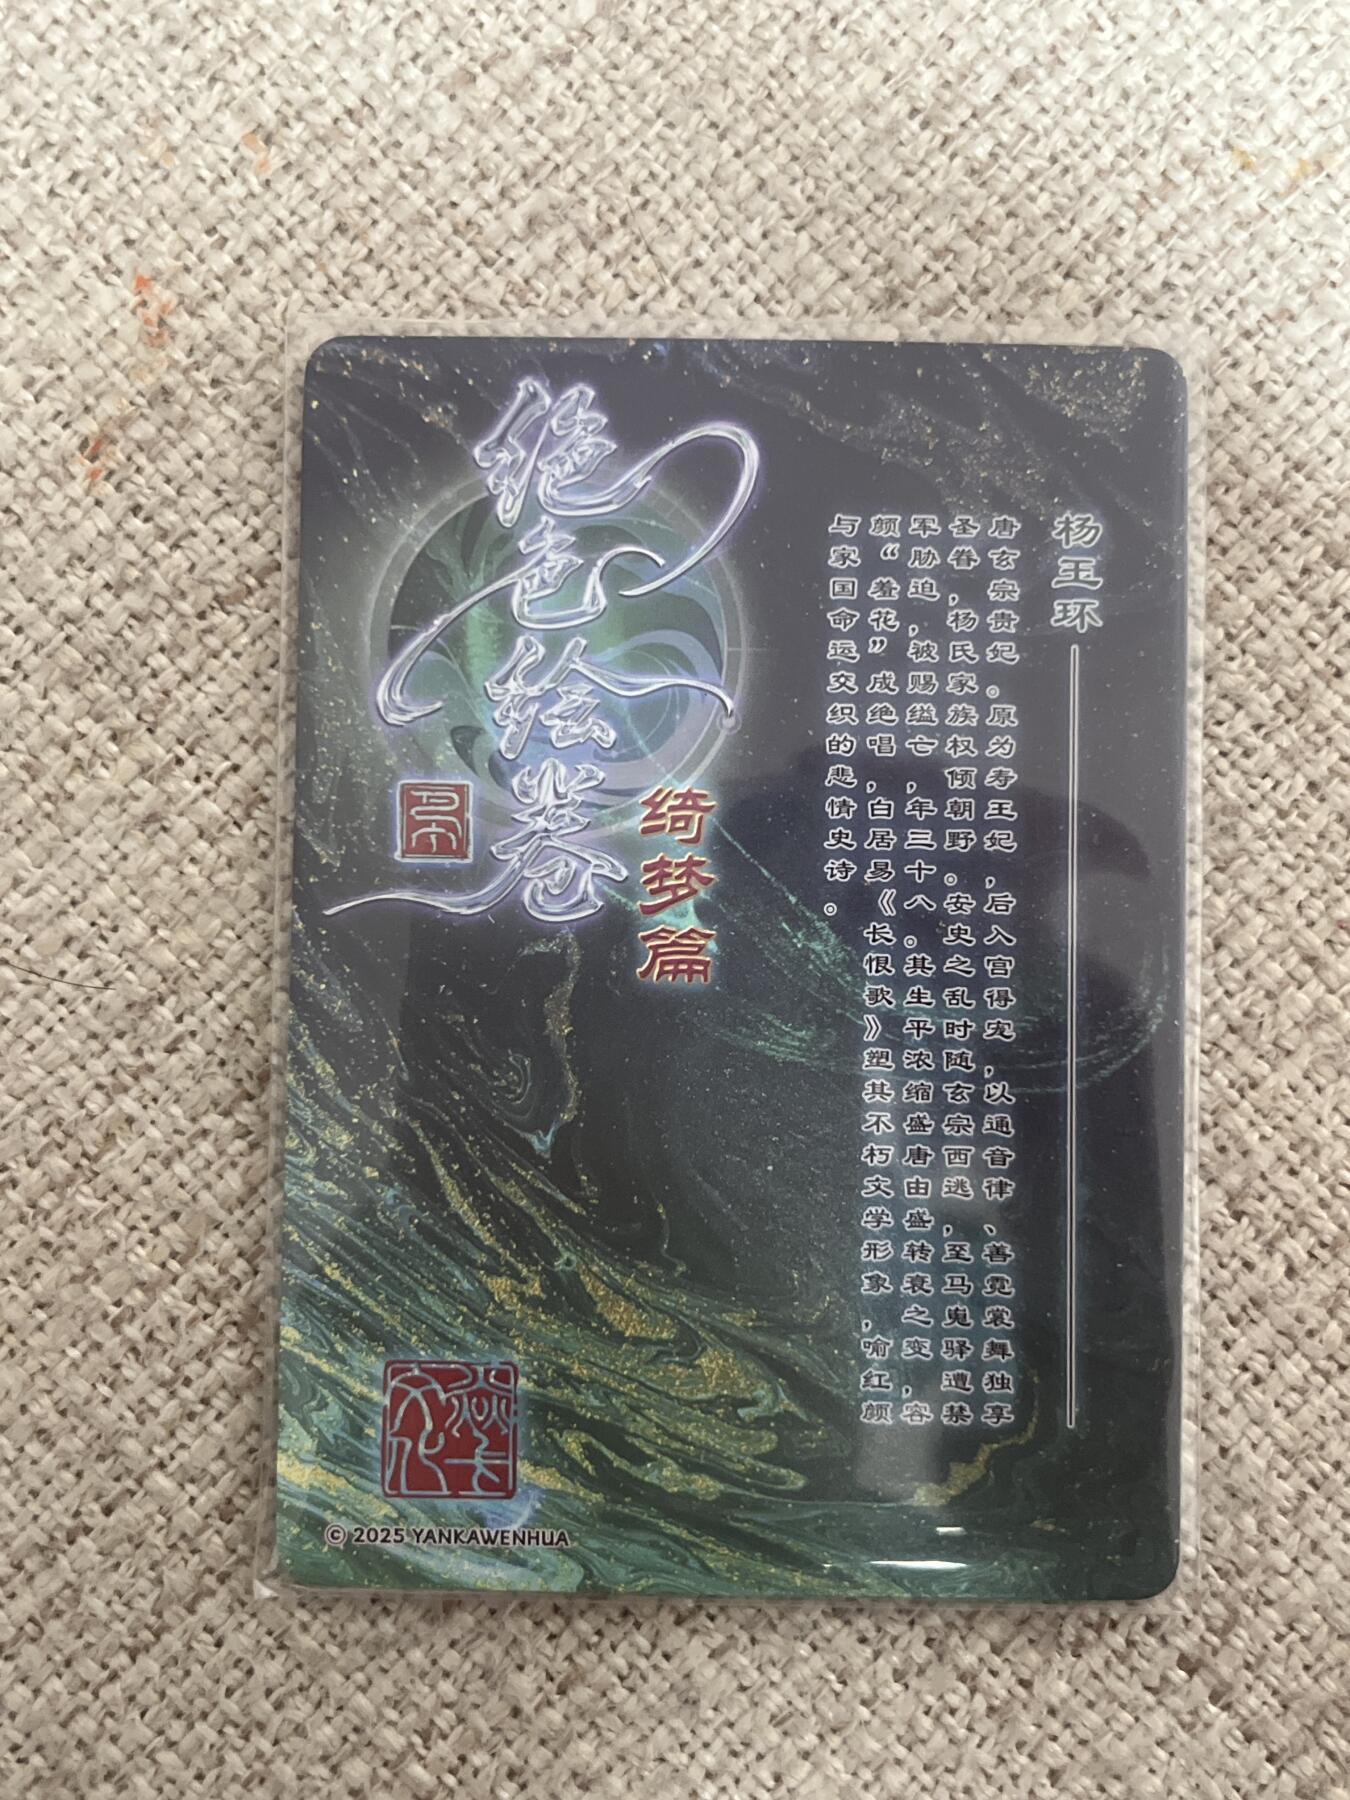 杨玉环
唐玄宗贵妃。原为寿王妃，后入宫得宠，以通音律、善霓裳舞独享
圣眷，杨氏家族权倾朝野。安史之乱时随玄宗西逃，至马嵬驿遭禁
军胁迫，被赐缢亡，年三十八。其生平浓缩盛唐由盛转衰之变，容
颜“羞花”成绝唱，白居易《长恨歌》塑其不朽文学形象，喻红颜
与家国命运交织的悲情史诗。
绝色绘卷
绮梦篇
焱卡
文化
© 2025 YANKAWENHUA